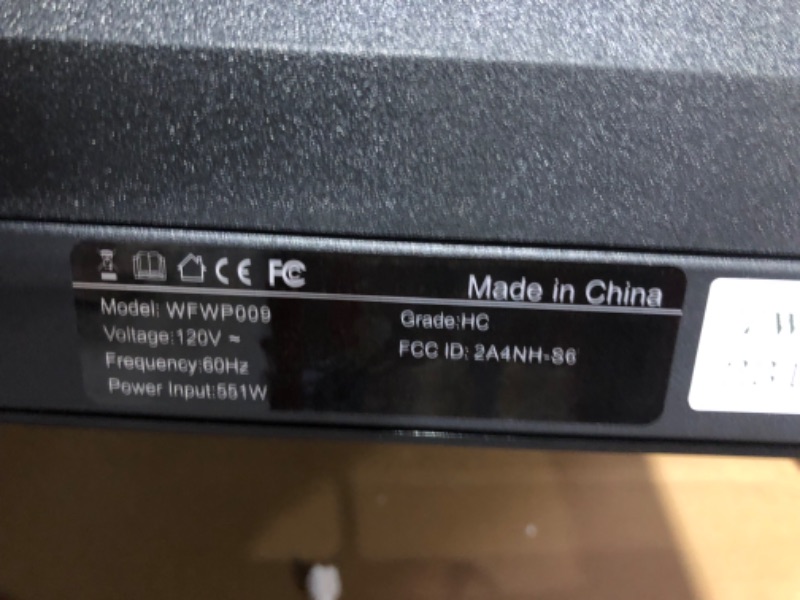 CE FC
Made in China
Model: WFWP009
Voltage:120V ≂
Frequency:60Hz
Power Input:551W
Grade:HC
FCC ID: 2A4NH-S6